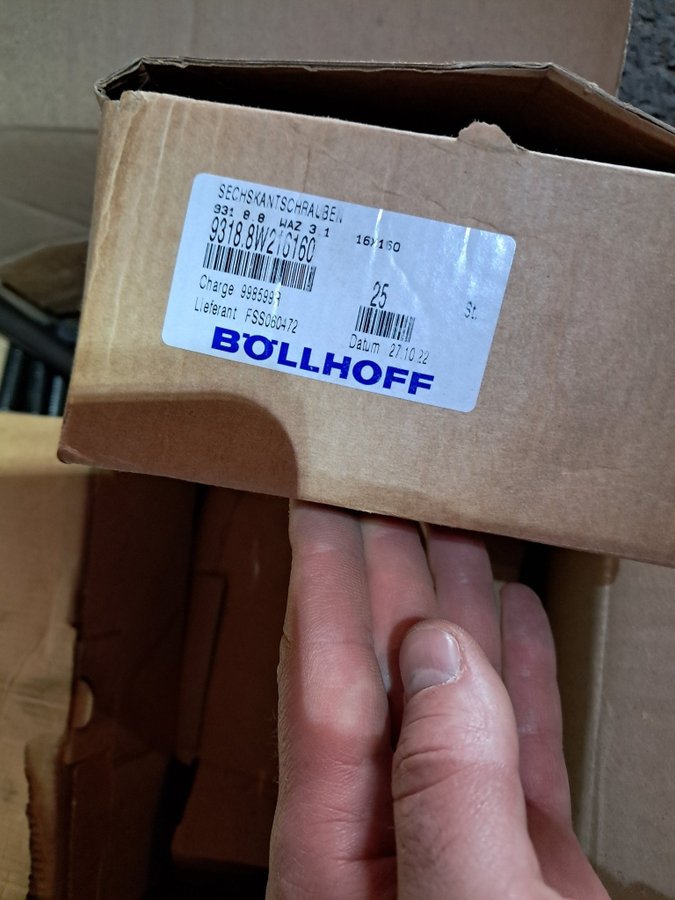 SECHSKANTSCHRAUBEN
931 8.8 WAZ 3.1 16X160
9318.8W216160
Charge 998599R 25 St.
Lieferant FSS060472 Datum 27.10.22
BÖLLHOFF